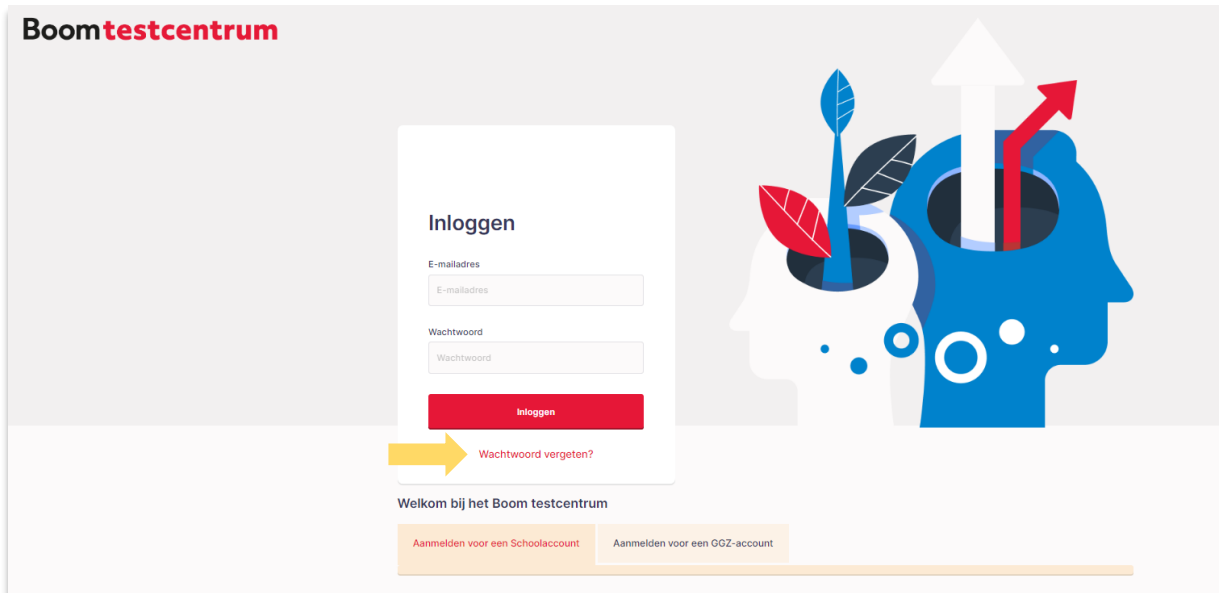 Boomtestcentrum
Inloggen
E-mailadres
E-mailadres
Wachtwoord
Wachtwoord
Inloggen
Wachtwoord vergeten?
Welkom bij het Boom testcentrum
Aanmelden voor een Schoolaccount
Aanmelden voor een GGZ-account